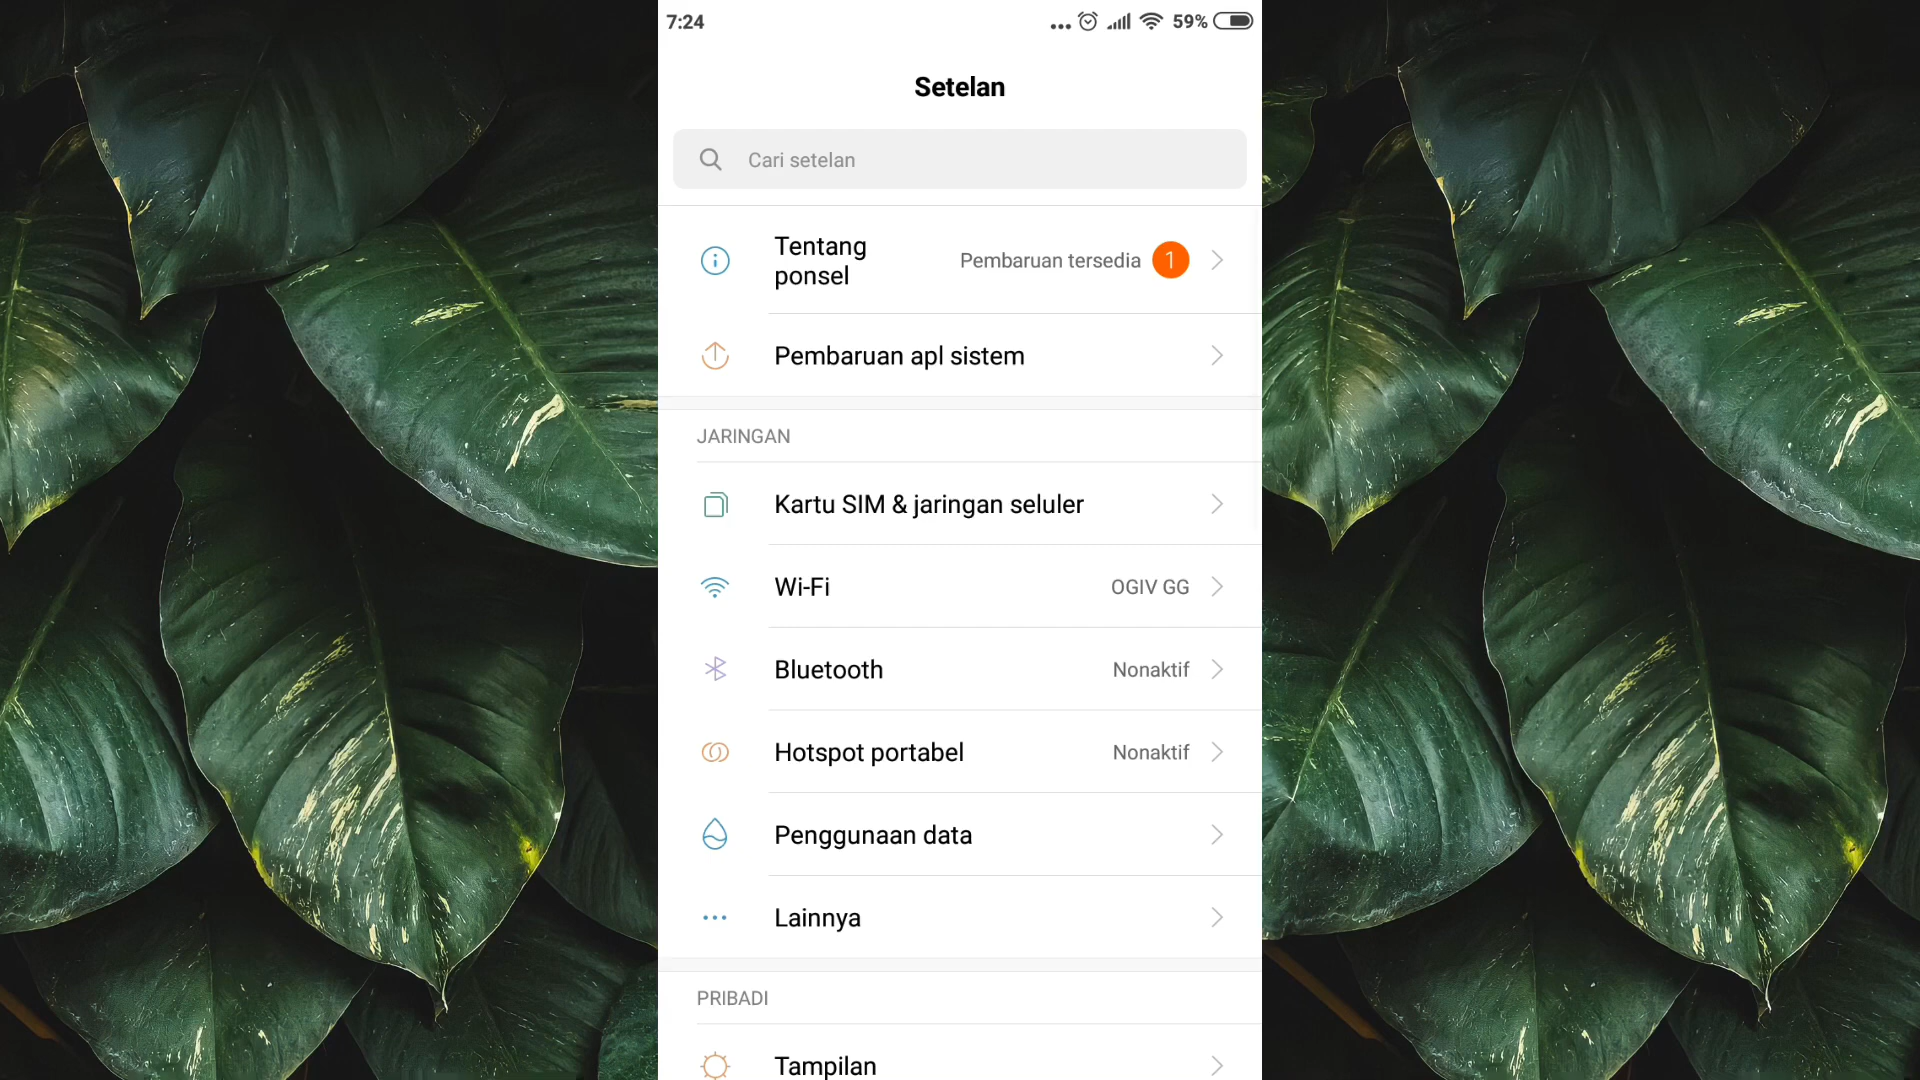 7:24
59%
Setelan
Cari setelan
Tentang
ponsel
Pembaruan tersedia 1
Pembaruan apl sistem
JARINGAN
Kartu SIM & jaringan seluler
Wi-Fi OGIV GG
Bluetooth Nonaktif
Hotspot portabel Nonaktif
Penggunaan data
Lainnya
PRIBADI
Tampilan